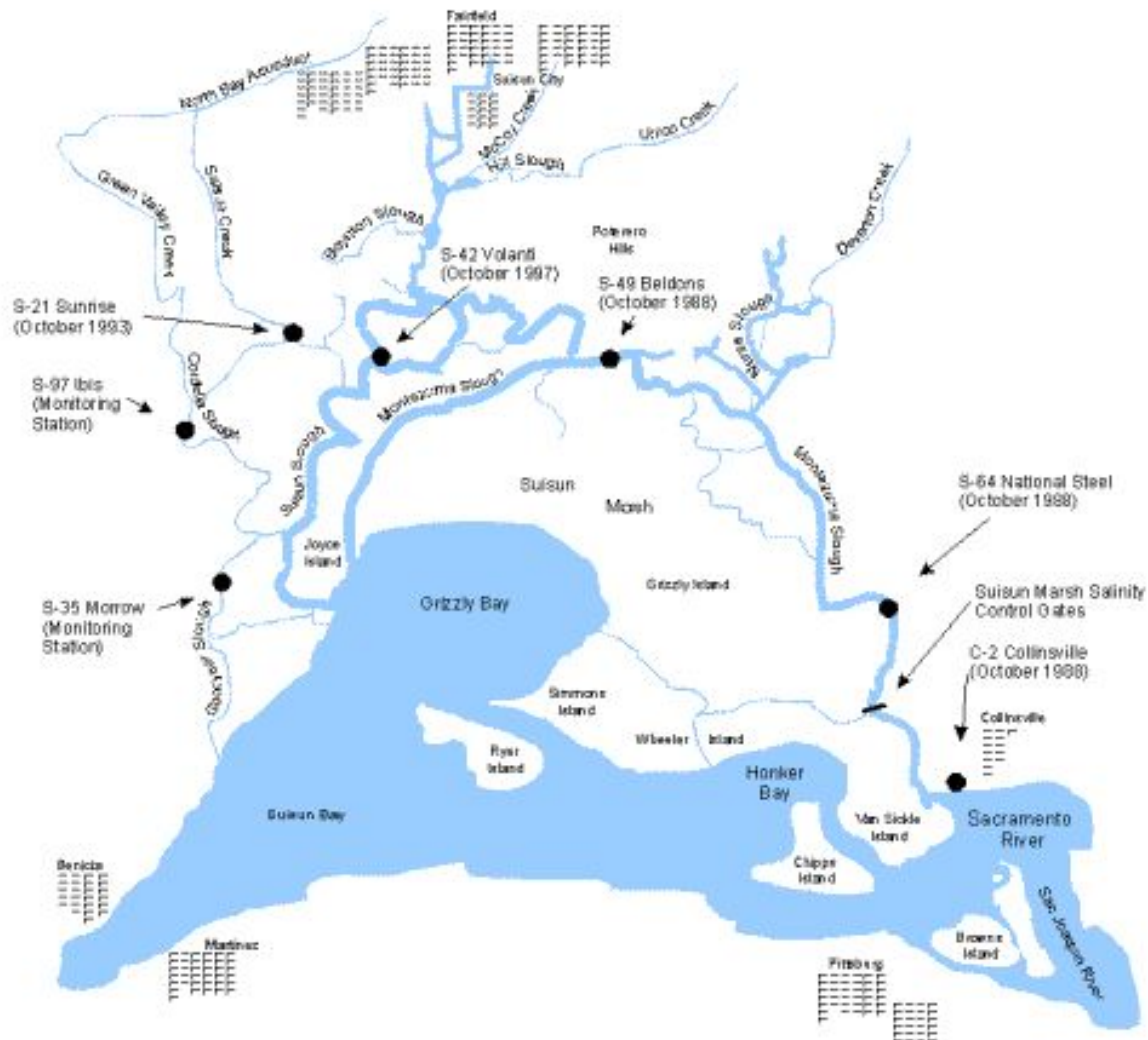 Fairfield
Suisun City
North Bay Aqueduct
McCoy Creek
Union Creek
Hill Slough
Green Valley Creek
Suisun Creek
Boynton Slough
Potrero
Hills
Denverton Creek
S-42 Volanti
(October 1997)
S-49 Beldons
(October 1988)
S-21 Sunrise
(October 1993)
Nurse Slough
S-97 Ibis
(Monitoring
Station)
Cordelia Slough
Montezuma Slough
Suisun Slough
Montezuma Slough
Suisun
Marsh
S-64 National Steel
(October 1988)
Joyce
Island
Grizzly Island
Suisun Marsh Salinity
Control Gates
Grizzly Bay
S-35 Morrow
(Monitoring
Station)
Goodyear Slough
C-2 Collinsville
(October 1988)
Simmons
Island
Collinsville
Wheeler Island
Ryer
Island
Honker
Bay
Suisun Bay
Van Sickle
Island
Sacramento
River
Chipps
Island
Benicia
San Joaquin River
Martinez
Browns
Island
Pittsburg